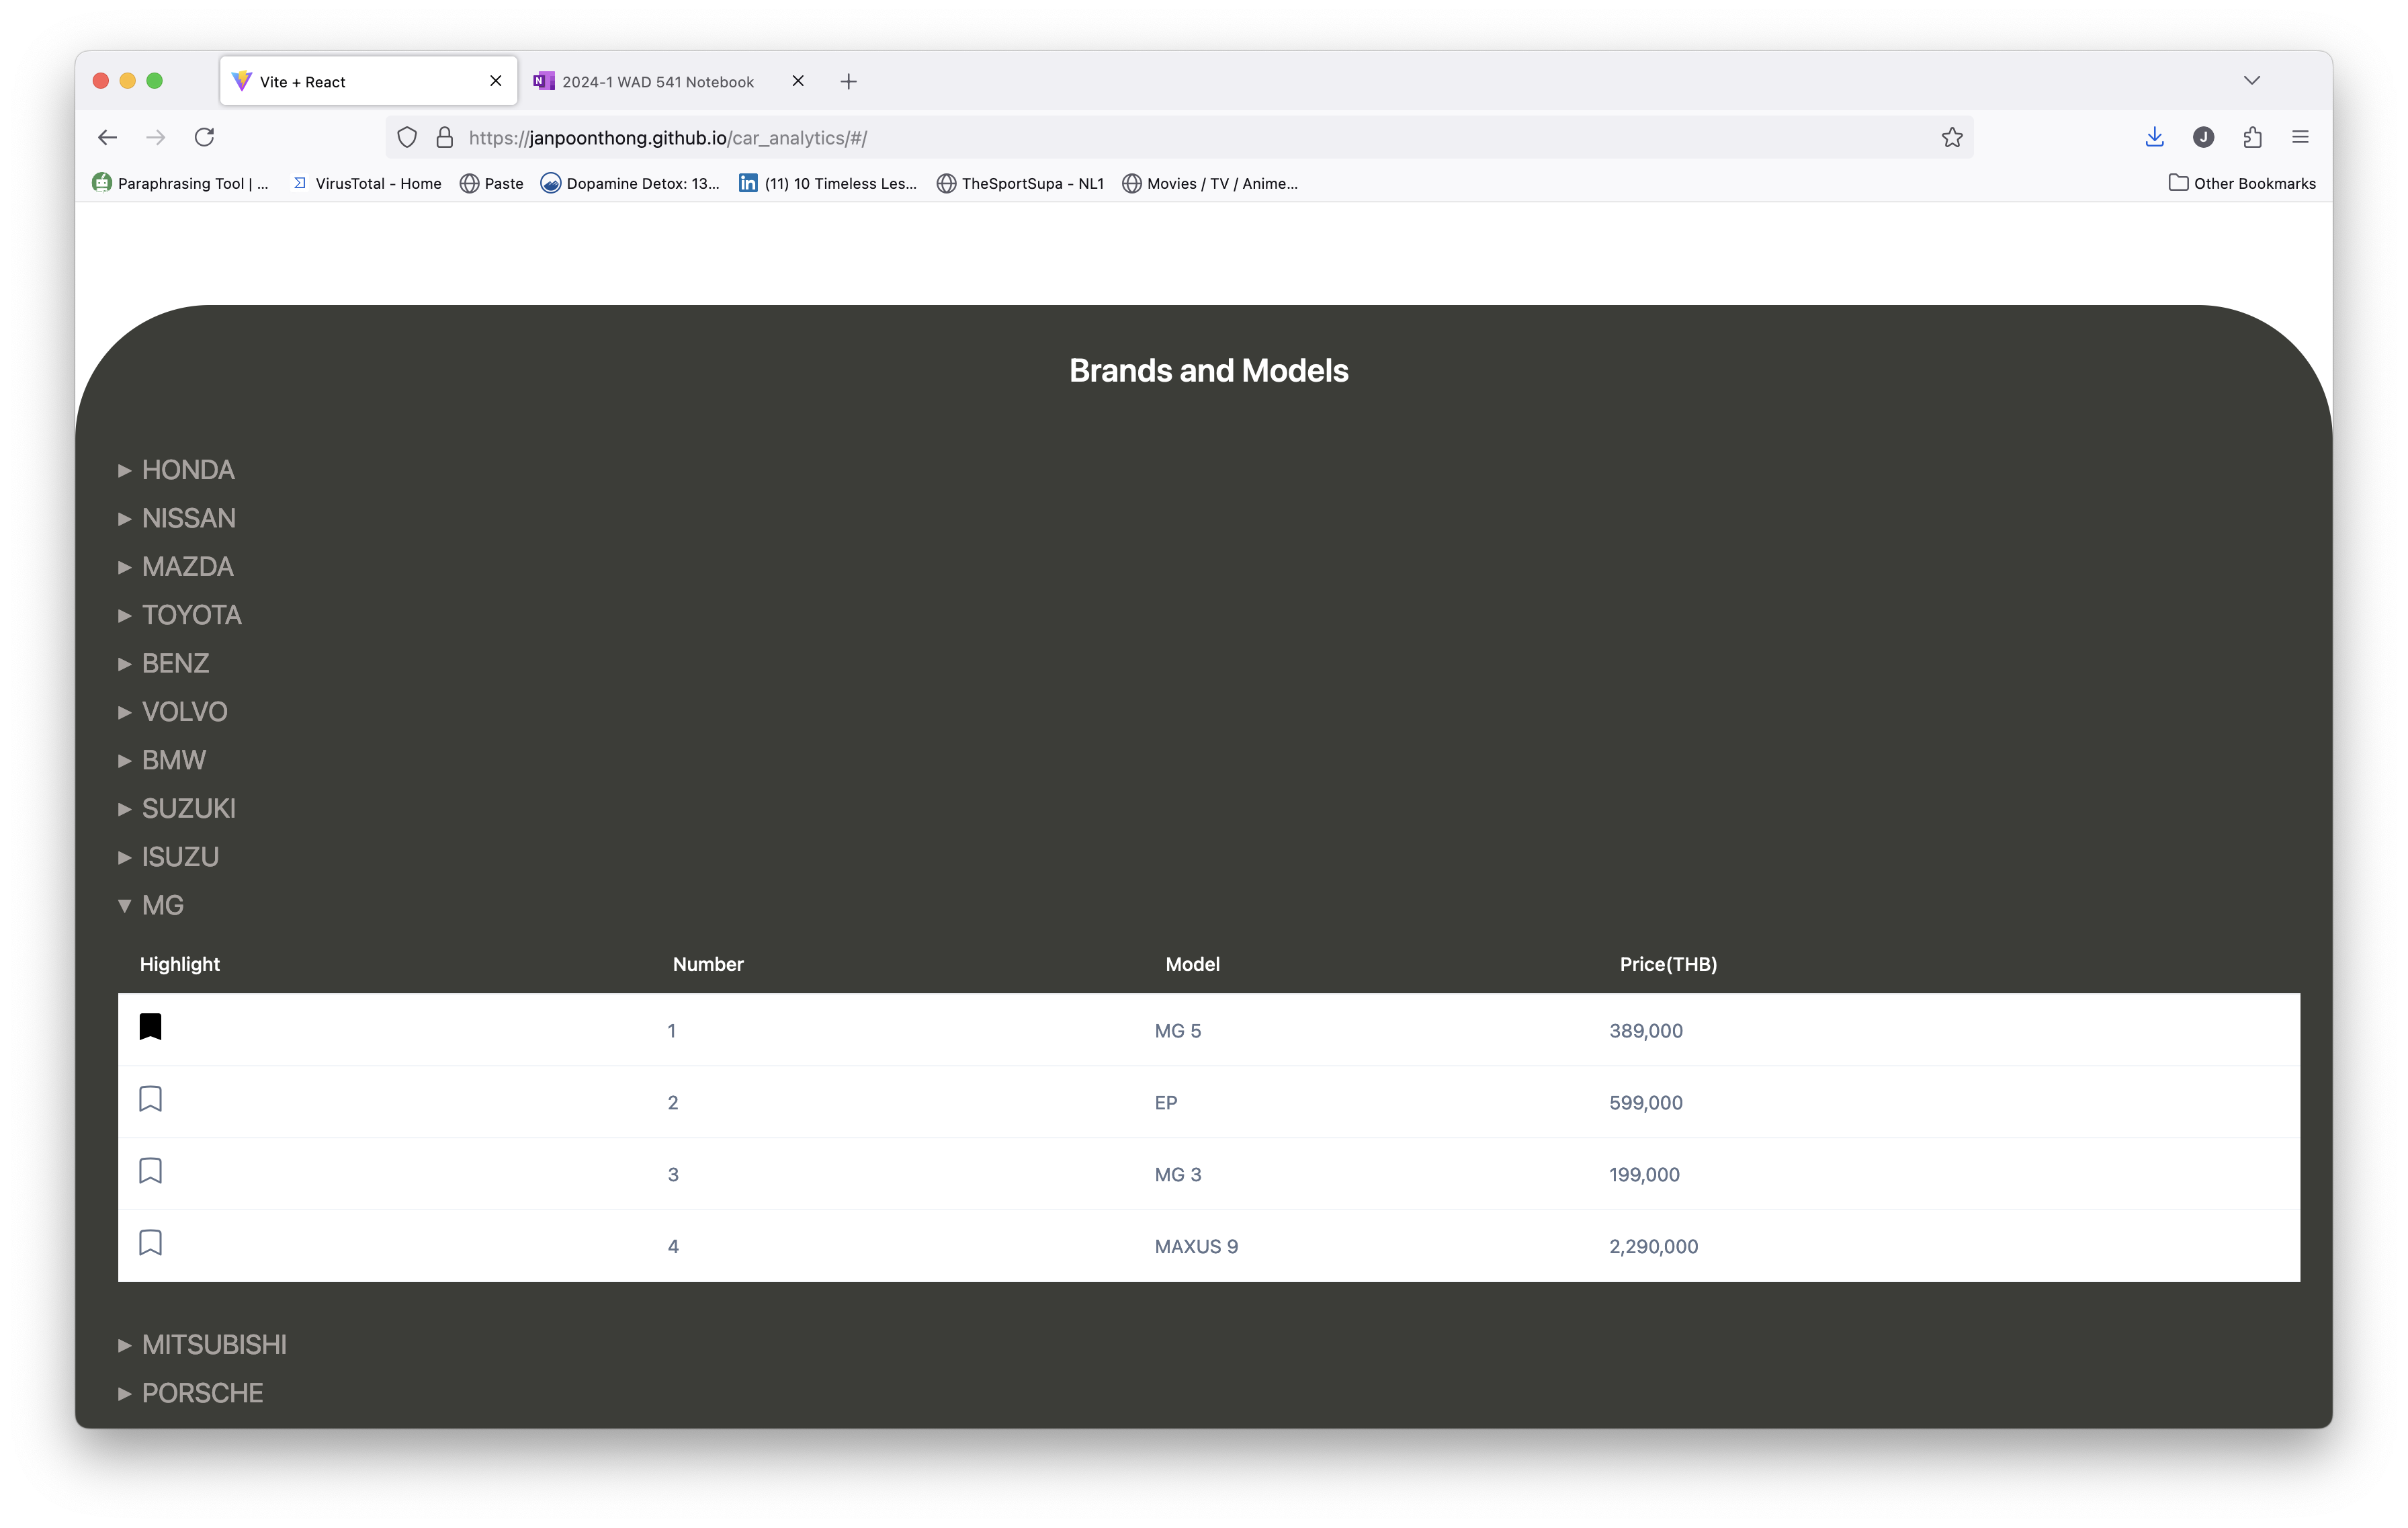 Vite + React
2024-1 WAD 541 Notebook
https://janpoonthong.github.io/car_analytics/#/
J
Paraphrasing Tool | ... VirusTotal - Home Paste Dopamine Detox: 13... in (11) 10 Timeless Les... TheSportSupa - NL1 Movies / TV / Anime... Other Bookmarks
Brands and Models
HONDA
NISSAN
MAZDA
TOYOTA
BENZ
VOLVO
BMW
SUZUKI
ISUZU
MG
Highlight Number Model Price(THB)
1 MG 5 389,000
2 EP 599,000
3 MG 3 199,000
4 MAXUS 9 2,290,000
MITSUBISHI
PORSCHE